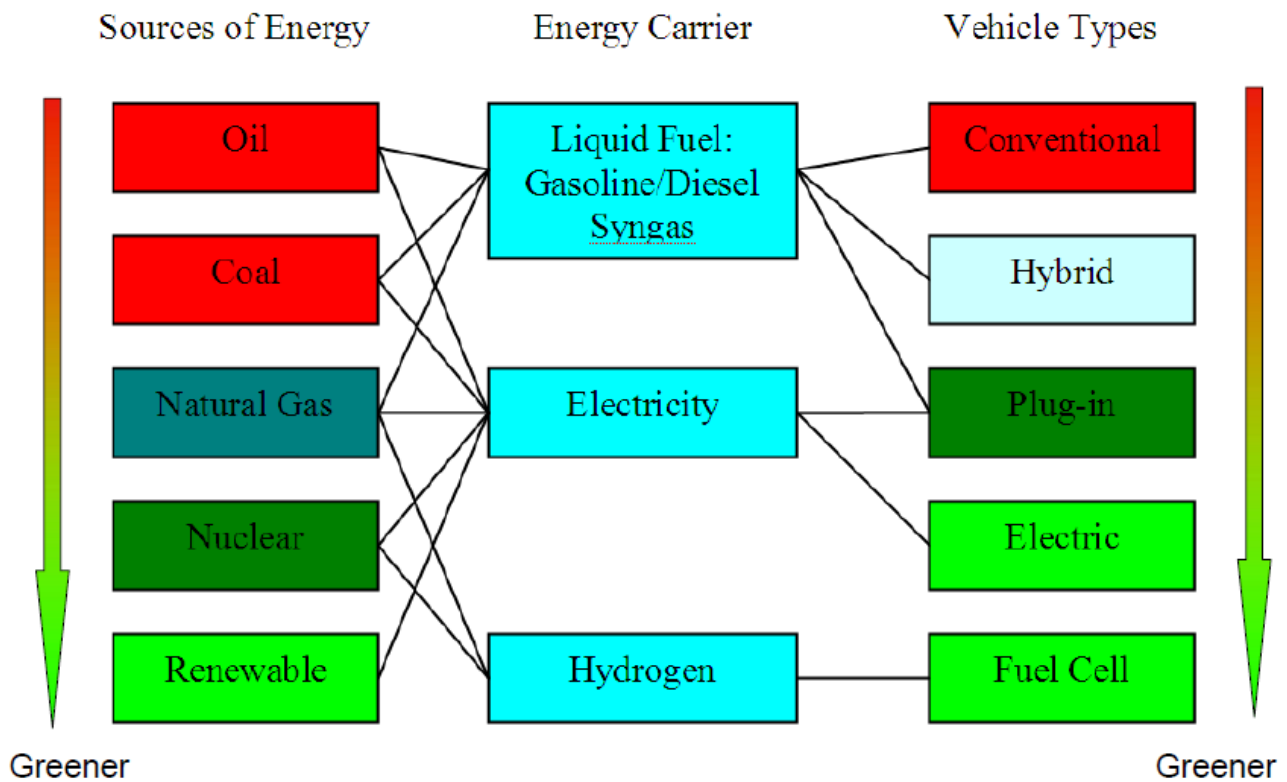 Sources of Energy
Energy Carrier
Vehicle Types
Oil
Coal
Natural Gas
Nuclear
Renewable
Liquid Fuel:
Gasoline/Diesel
Syngas
Electricity
Hydrogen
Conventional
Hybrid
Plug-in
Electric
Fuel Cell
Greener
Greener